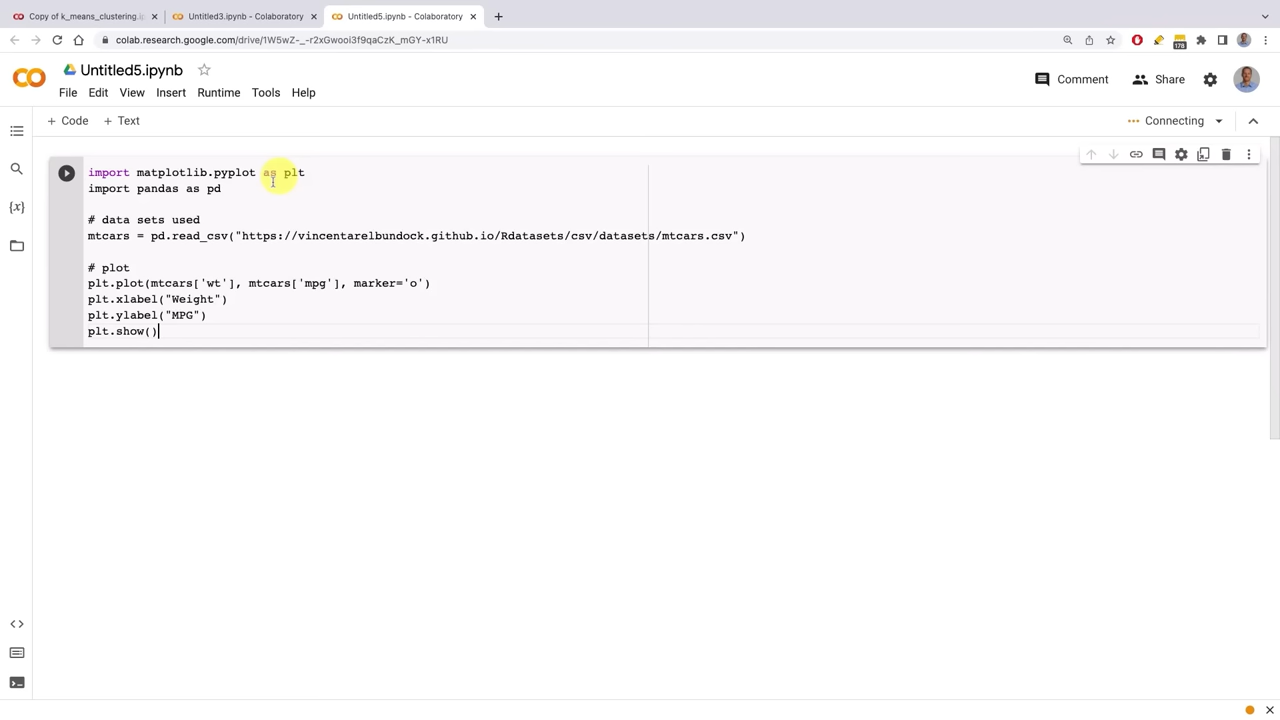 Copy of k_means_clustering.i
Untitled3.ipynb - Colaboratory
Untitled5.ipynb - Colaboratory
colab.research.google.com/drive/1W5wZ-_-r2xGwooi3f9qaCzK_mGY-x1RU
178
Untitled5.ipynb
Comment
Share
File Edit View Insert Runtime Tools Help
+ Code + Text
Connecting
import matplotlib.pyplot as plt
import pandas as pd
# data sets used
mtcars = pd.read_csv("https://vincentarelbundock.github.io/Rdatasets/csv/datasets/mtcars.csv")
# plot
plt.plot(mtcars['wt'], mtcars['mpg'], marker='o')
plt.xlabel("Weight")
plt.ylabel("MPG")
plt.show()